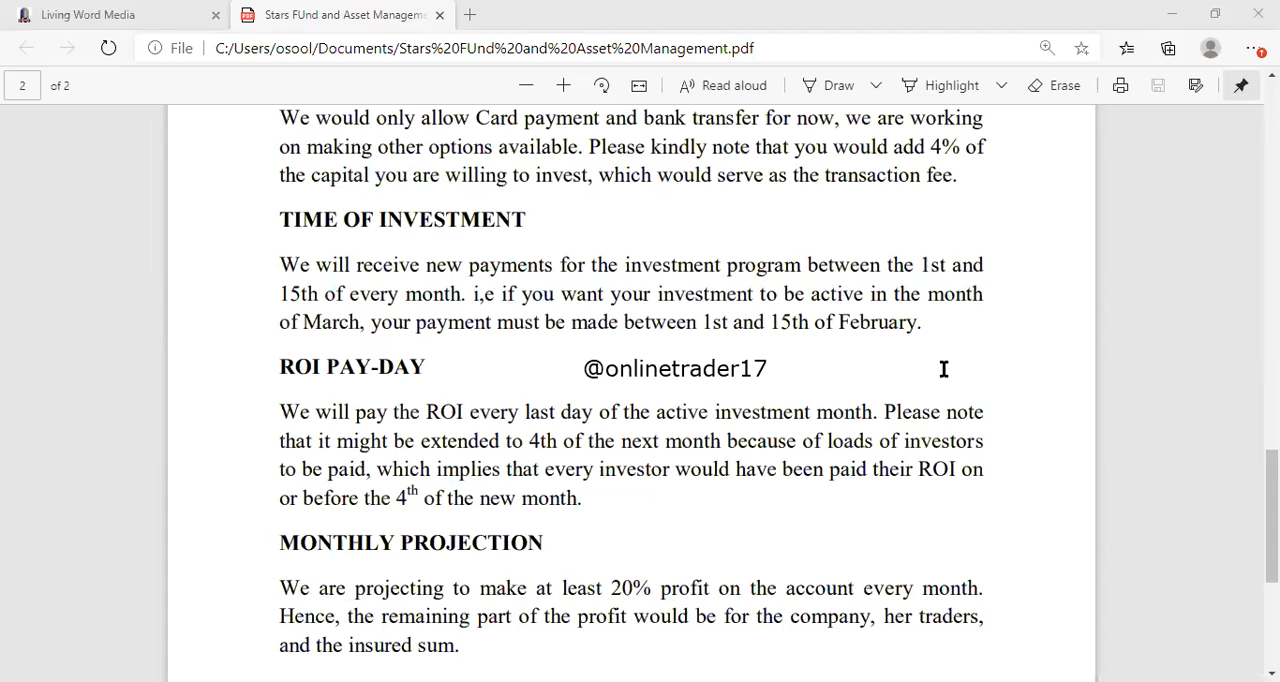 Living Word Media
Stars FUnd and Asset Manageme
File
C:/Users/osool/Documents/Stars%20FUnd%20and%20Asset%20Management.pdf
2 of 2
Read aloud
Draw
Highlight
Erase
We would only allow Card payment and bank transfer for now, we are working
on making other options available. Please kindly note that you would add 4% of
the capital you are willing to invest, which would serve as the transaction fee.
TIME OF INVESTMENT
We will receive new payments for the investment program between the 1st and
15th of every month. i,e if you want your investment to be active in the month
of March, your payment must be made between 1st and 15th of February.
ROI PAY-DAY
@onlinetrader17
We will pay the ROI every last day of the active investment month. Please note
that it might be extended to 4th of the next month because of loads of investors
to be paid, which implies that every investor would have been paid their ROI on
or before the 4th of the new month.
MONTHLY PROJECTION
We are projecting to make at least 20% profit on the account every month.
Hence, the remaining part of the profit would be for the company, her traders,
and the insured sum.